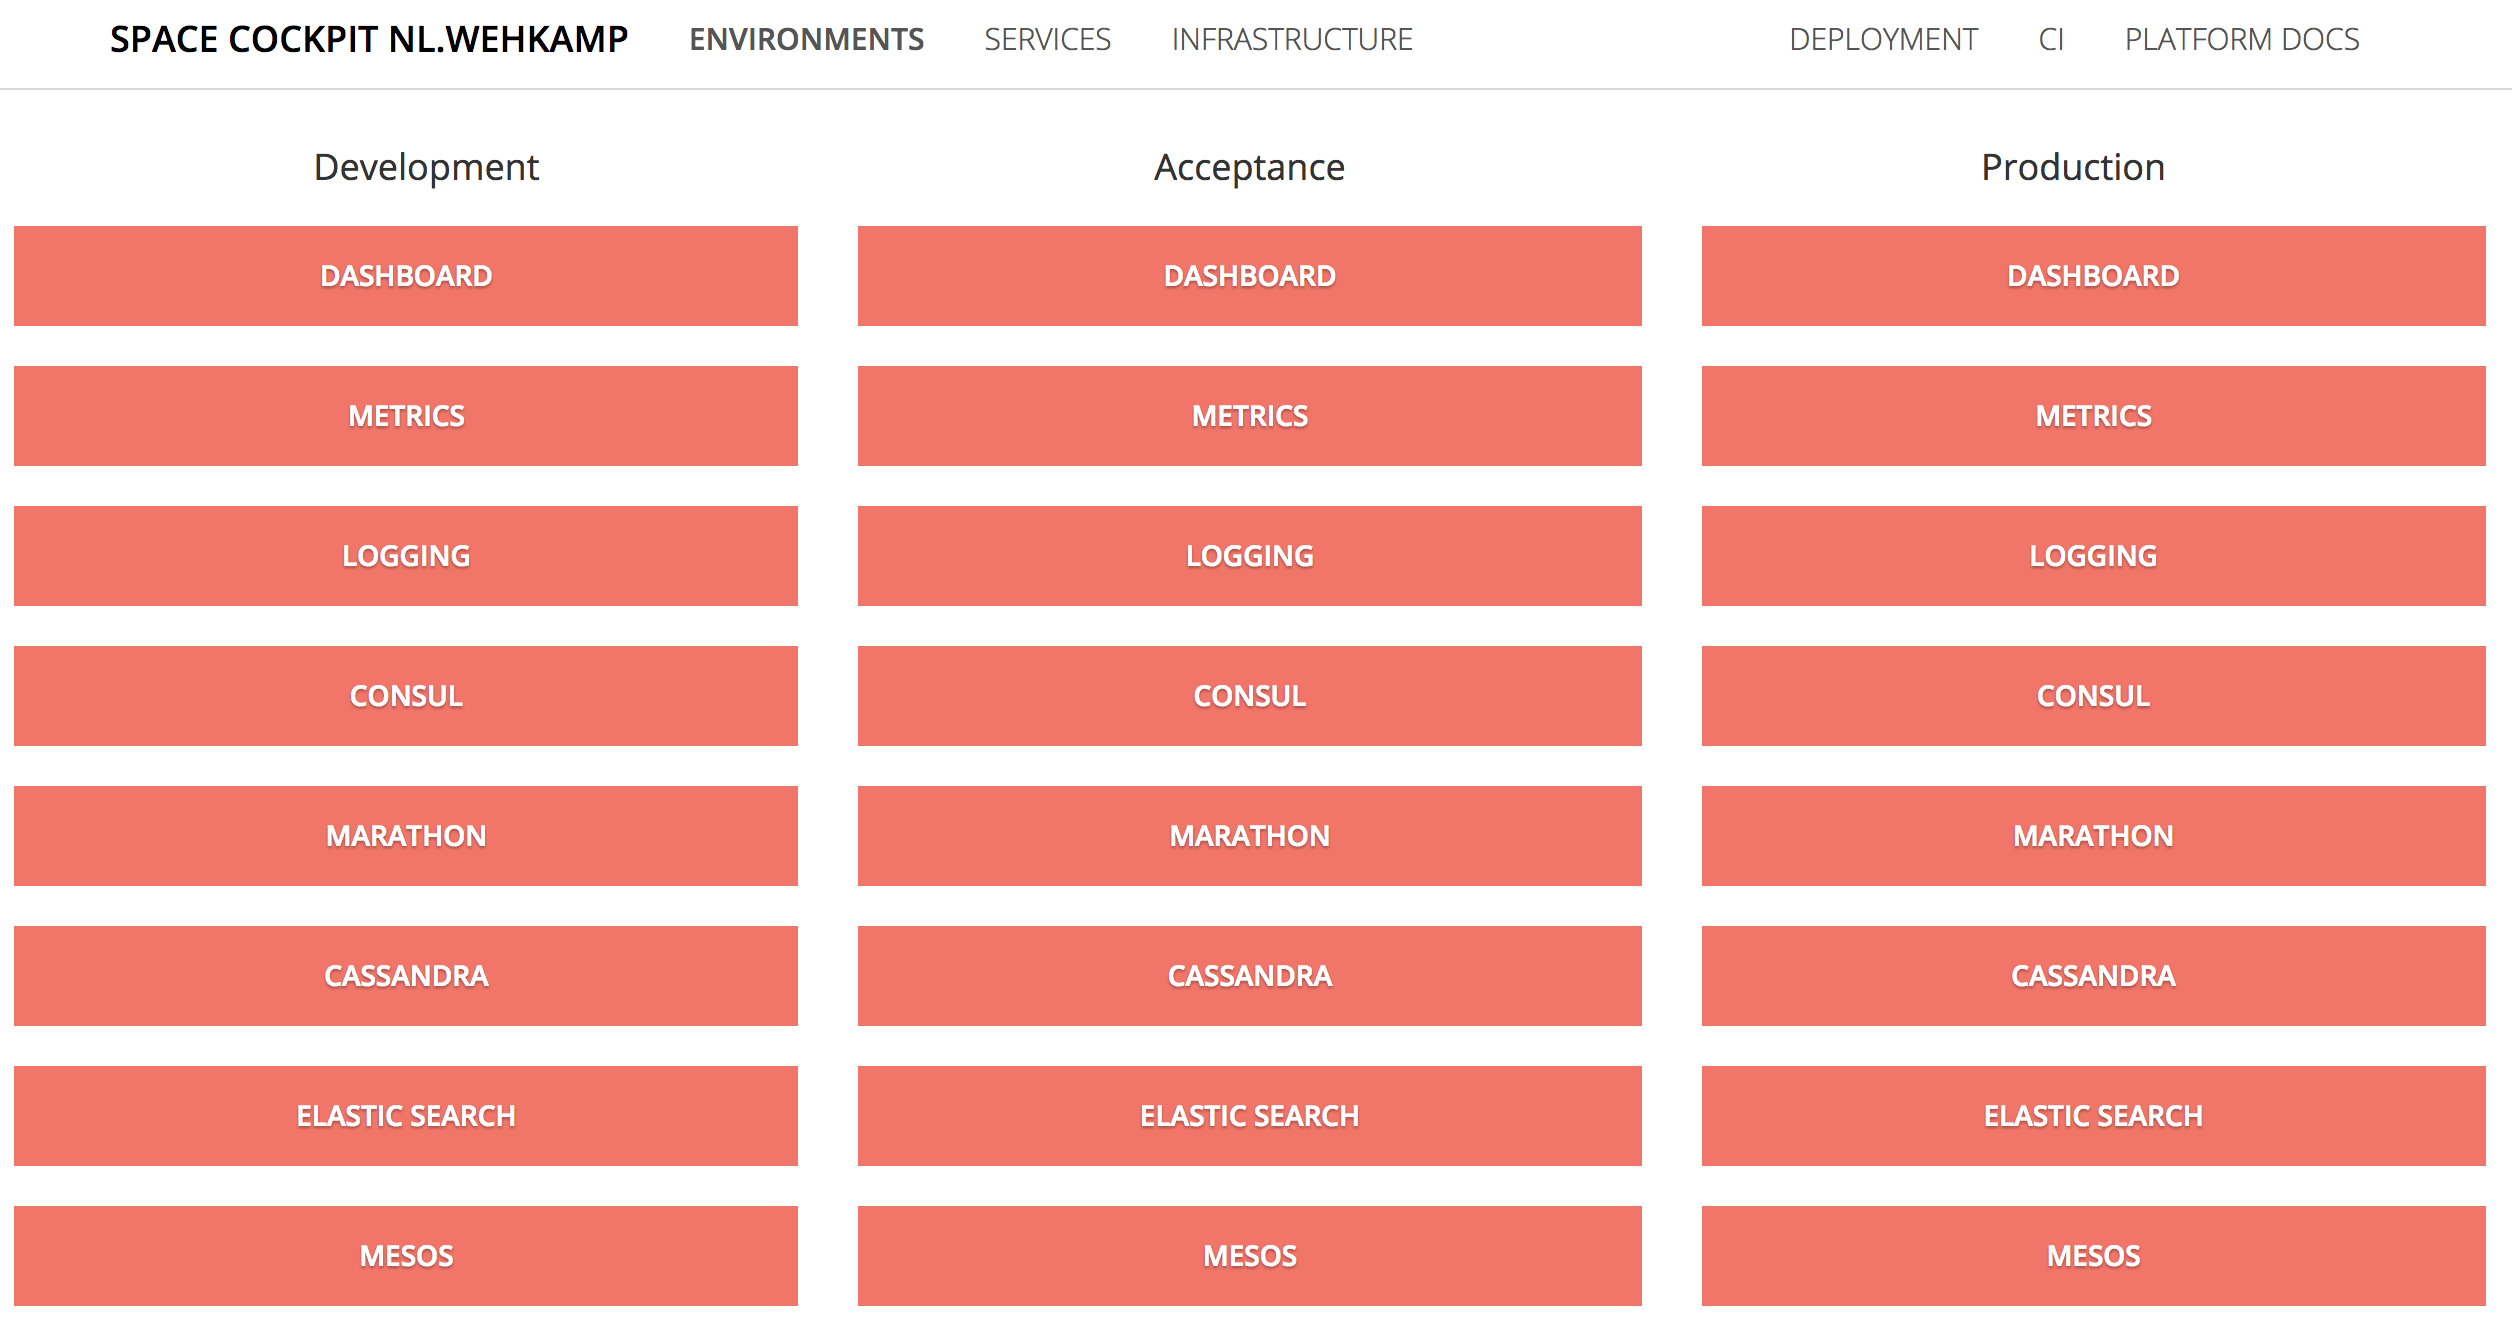 SPACE COCKPIT NL.WEHKAMP ENVIRONMENTS SERVICES INFRASTRUCTURE DEPLOYMENT CI PLATFORM DOCS
Development Acceptance Production
DASHBOARD DASHBOARD DASHBOARD
METRICS METRICS METRICS
LOGGING LOGGING LOGGING
CONSUL CONSUL CONSUL
MARATHON MARATHON MARATHON
CASSANDRA CASSANDRA CASSANDRA
ELASTIC SEARCH ELASTIC SEARCH ELASTIC SEARCH
MESOS MESOS MESOS